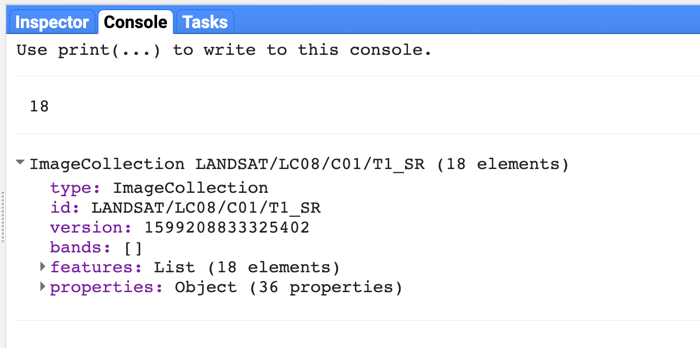 Inspector Console Tasks
Use print(...) to write to this console.
18
ImageCollection LANDSAT/LC08/C01/T1_SR (18 elements)
type: ImageCollection
id: LANDSAT/LC08/C01/T1_SR
version: 1599208833325402
bands: []
features: List (18 elements)
properties: Object (36 properties)